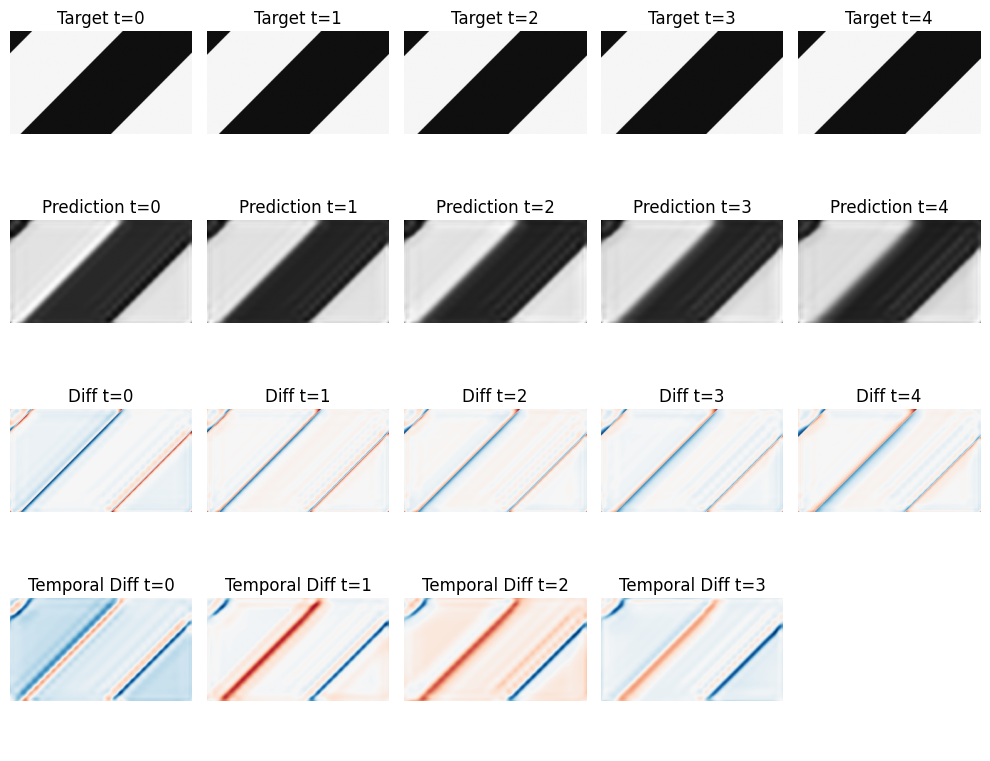 Target t=0 Target t=1 Target t=2 Target t=3 Target t=4
Prediction t=0 Prediction t=1 Prediction t=2 Prediction t=3 Prediction t=4
Diff t=0 Diff t=1 Diff t=2 Diff t=3 Diff t=4
Temporal Diff t=0 Temporal Diff t=1 Temporal Diff t=2 Temporal Diff t=3